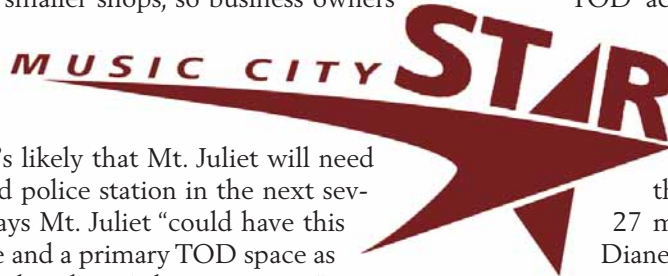 smaller shops, so business owners
TOD
MUSIC CITY STAR
's likely that Mt. Juliet will need
d police station in the next sev-
ays Mt. Juliet “could have this
e and a primary TOD space as
th
27 m
Diane